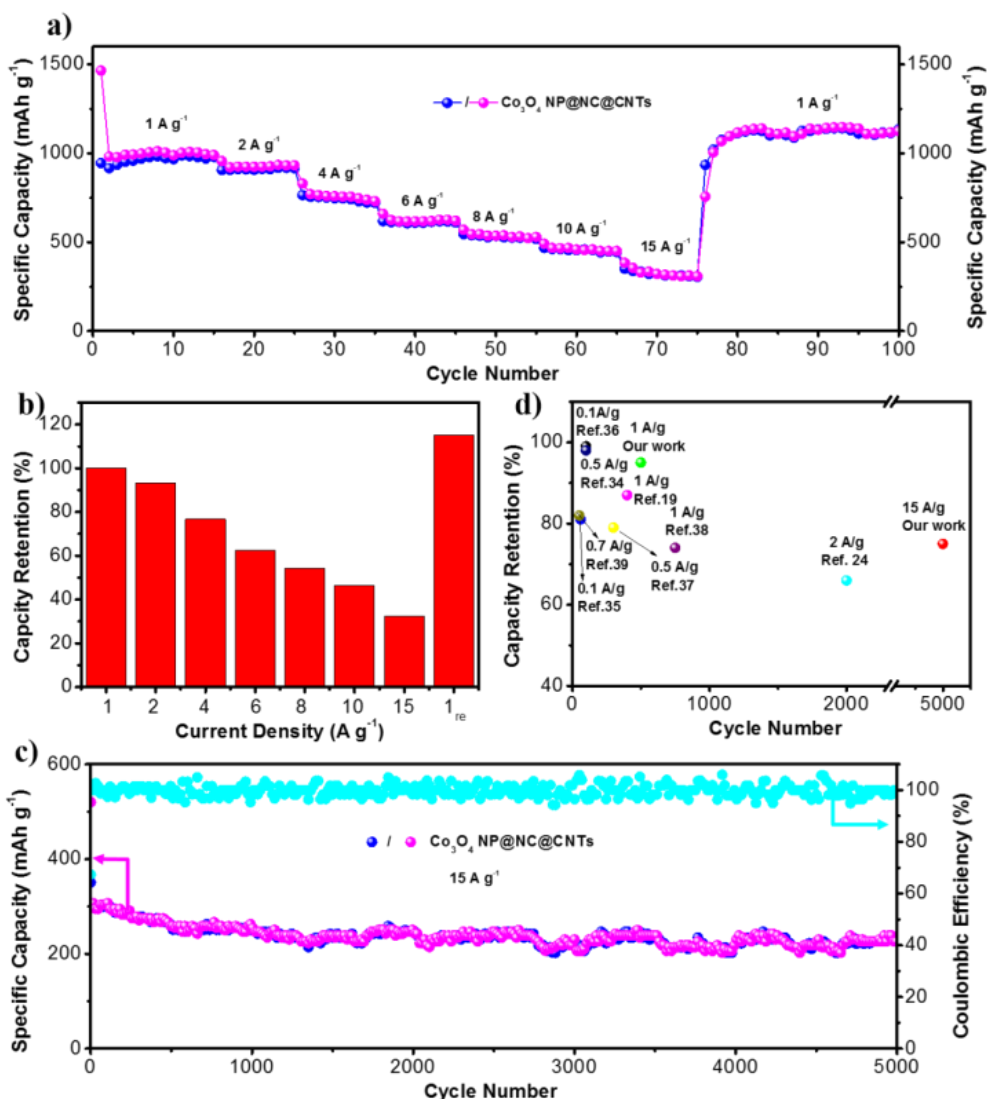 a)
1500
1000
500
0
Specific Capacity (mAh g⁻¹)
/ Co₃O₄ NP@NC@CNTs
1 A g⁻¹
2 A g⁻¹
4 A g⁻¹
6 A g⁻¹
8 A g⁻¹
10 A g⁻¹
15 A g⁻¹
1 A g⁻¹
1500
1000
500
0
Specific Capacity (mAh g⁻¹)
0 10 20 30 40 50 60 70 80 90 100
Cycle Number
b)
120
100
80
60
40
20
0
Capcity Retention (%)
1 2 4 6 8 10 15 1re
Current Density (A g⁻¹)
d)
100
80
60
40
Capacity Retention (%)
0.1A/g
Ref.36
1 A/g
Our work
0.5 A/g
Ref.34
1 A/g
Ref.19
1 A/g
Ref.38
0.7 A/g
Ref.39
0.5 A/g
Ref.37
0.1 A/g
Ref.35
2 A/g
Ref. 24
15 A/g
Our work
0 1000 2000 5000
Cycle Number
c)
600
400
200
0
Specific Capacity (mAh g⁻¹)
/ Co₃O₄ NP@NC@CNTs
15 A g⁻¹
100
80
60
40
20
0
Coulombic Efficiency (%)
0 1000 2000 3000 4000 5000
Cycle Number